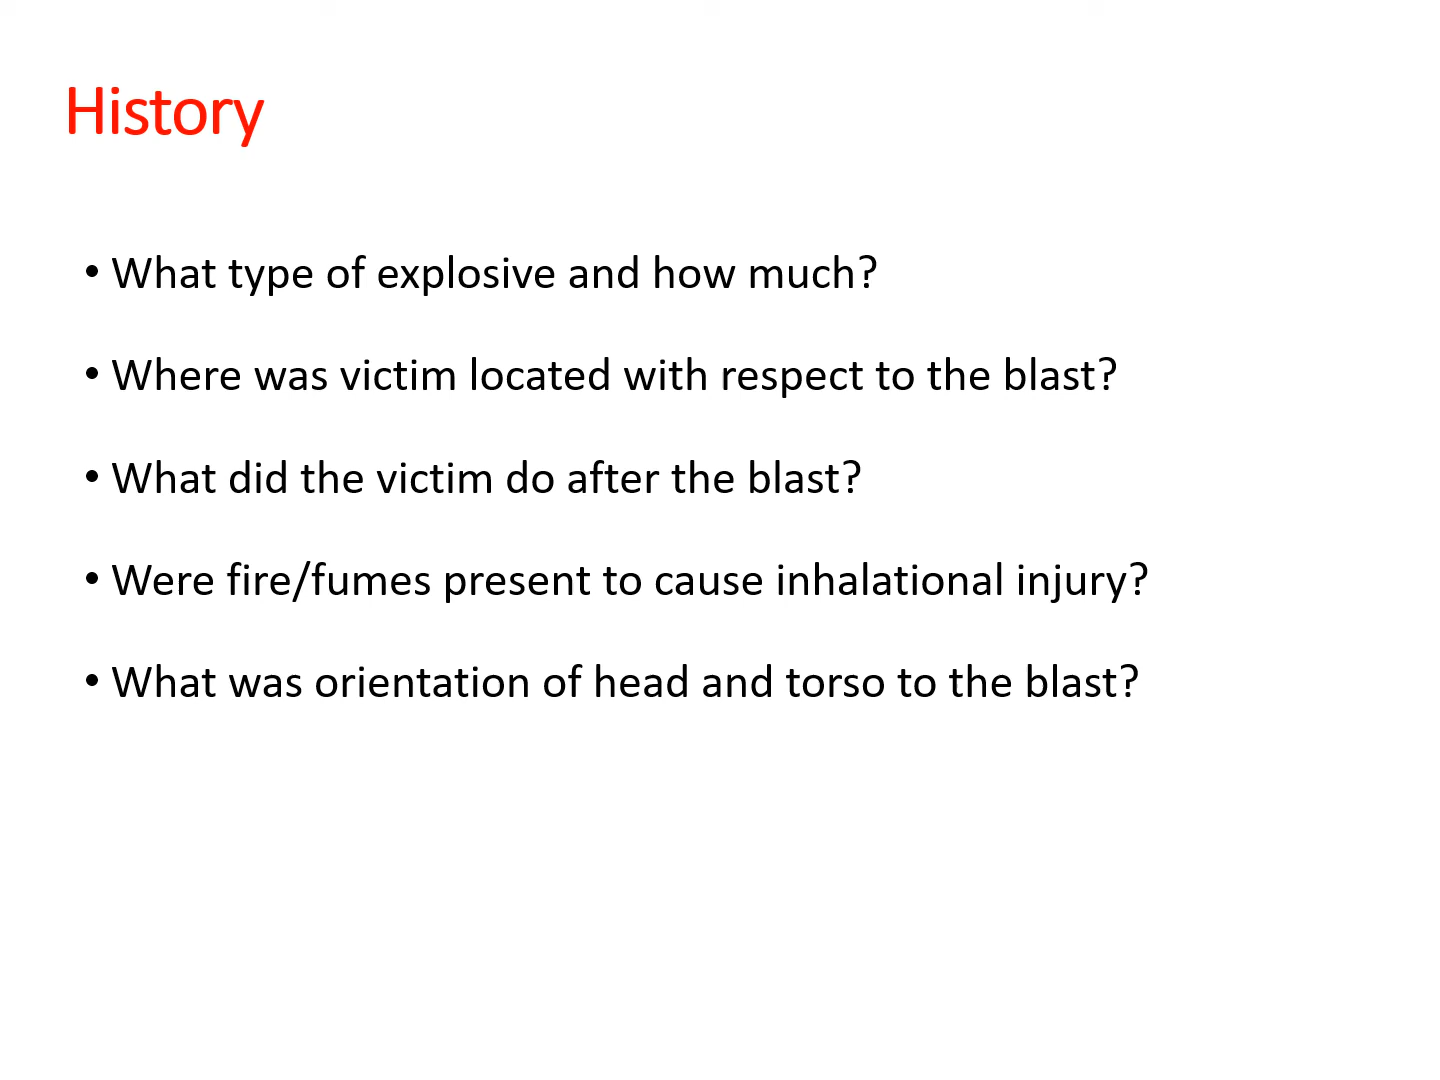 History
• What type of explosive and how much?
• Where was victim located with respect to the blast?
• What did the victim do after the blast?
• Were fire/fumes present to cause inhalational injury?
• What was orientation of head and torso to the blast?